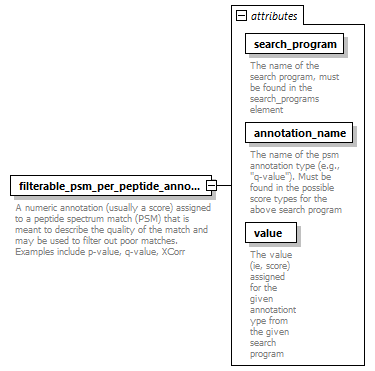 attributes
search_program
The name of the
search program, must
be found in the
search_programs
element
annotation_name
The name of the psm
annotation type (e.g.,
"q-value"). Must be
found in the possible
score types for the
above search program
filterable_psm_per_peptide_anno...
A numeric annotation (usually a score) assigned
to a peptide spectrum match (PSM) that is
meant to describe the quality of the match and
may be used to filter out poor matches.
Examples include p-value, q-value, XCorr
value
The value
(ie, score)
assigned
for the
given
annotationt
ype from
the given
search
program